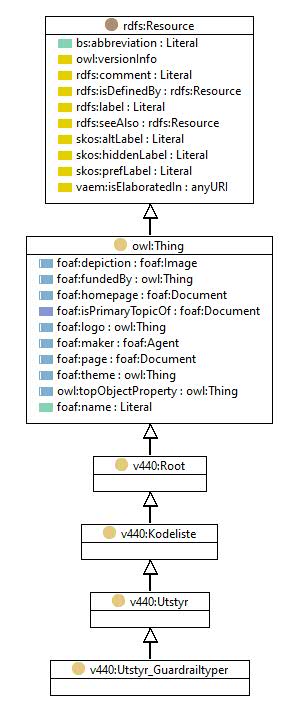 rdfs:Resource
bs:abbreviation : Literal
owl:versionInfo
rdfs:comment : Literal
rdfs:isDefinedBy : rdfs:Resource
rdfs:label : Literal
rdfs:seeAlso : rdfs:Resource
skos:altLabel : Literal
skos:hiddenLabel : Literal
skos:prefLabel : Literal
vaem:isElaboratedIn : anyURI
owl:Thing
foaf:depiction : foaf:Image
foaf:fundedBy : owl:Thing
foaf:homepage : foaf:Document
foaf:isPrimaryTopicOf : foaf:Document
foaf:logo : owl:Thing
foaf:maker : foaf:Agent
foaf:page : foaf:Document
foaf:theme : owl:Thing
owl:topObjectProperty : owl:Thing
foaf:name : Literal
v440:Root
v440:Kodeliste
v440:Utstyr
v440:Utstyr_Guardrailtyper